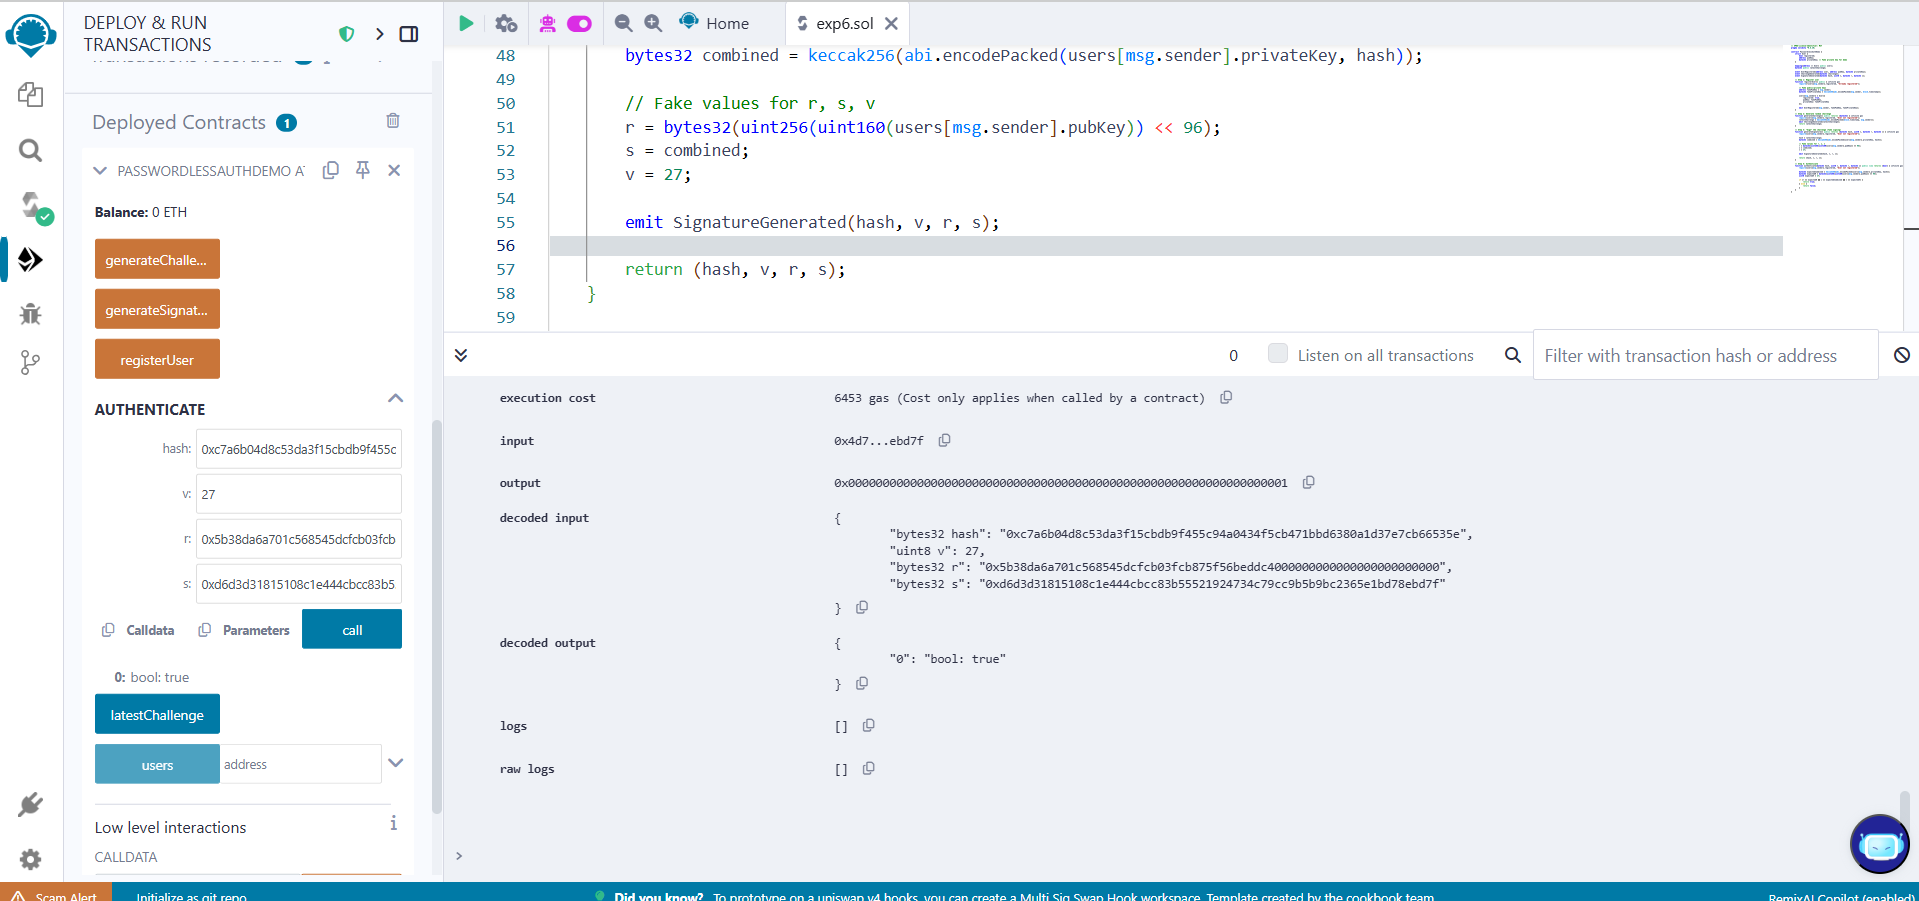 DEPLOY & RUN
TRANSACTIONS
Deployed Contracts 1
PASSWORDLESSAUTHDEMO AT
Balance: 0 ETH
generateChalle...
generateSignat...
registerUser
AUTHENTICATE
hash: 0xc7a6b04d8c53da3f15cbdb9f455c
v: 27
r: 0x5b38da6a701c568545dcfcb03fcb
s: 0xd6d3d31815108c1e444cbcc83b5
Calldata Parameters call
0: bool: true
latestChallenge
users address
Low level interactions i
CALLDATA
Home exp6.sol
48 bytes32 combined = keccak256(abi.encodePacked(users[msg.sender].privateKey, hash));
49
50 // Fake values for r, s, v
51 r = bytes32(uint256(uint160(users[msg.sender].pubKey)) << 96);
52 s = combined;
53 v = 27;
54
55 emit SignatureGenerated(hash, v, r, s);
56
57 return (hash, v, r, s);
58 }
59
0 Listen on all transactions Filter with transaction hash or address
execution cost 6453 gas (Cost only applies when called by a contract)
input 0x4d7...ebd7f
output 0x0000000000000000000000000000000000000000000000000000000000000001
decoded input {
"bytes32 hash": "0xc7a6b04d8c53da3f15cbdb9f455c94a0434f5cb471bbd6380a1d37e7cb66535e",
"uint8 v": 27,
"bytes32 r": "0x5b38da6a701c568545dcfcb03fcb875f56beddc4000000000000000000000000",
"bytes32 s": "0xd6d3d31815108c1e444cbcc83b55521924734c79cc9b5b9bc2365e1bd78ebd7f"
}
decoded output {
"0": "bool: true"
}
logs []
raw logs []
>
Scam Alert Initialize as git repo Did you know? To prototype on a uniswap v4 hooks, you can create a Multi Sig Swap Hook workspace. Template created by the cookbook team. RemixAI Copilot (enabled)